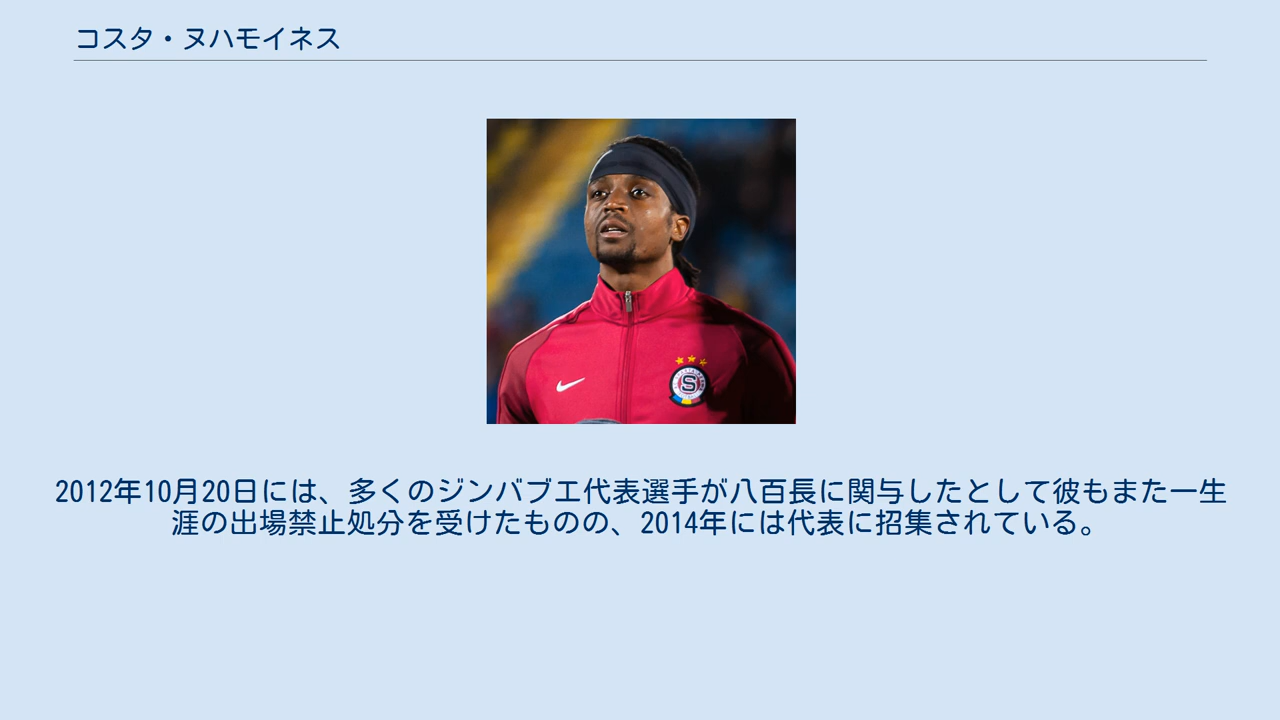 コスタ・ヌハモイネス
S
2012年10月20日には、多くのジンバブエ代表選手が八百長に関与したとして彼もまた一生
涯の出場禁止処分を受けたものの、2014年には代表に招集されている。